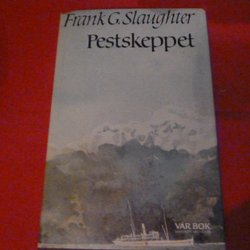 Frank G. Slaughter
Pestskeppet
VÅR BOK